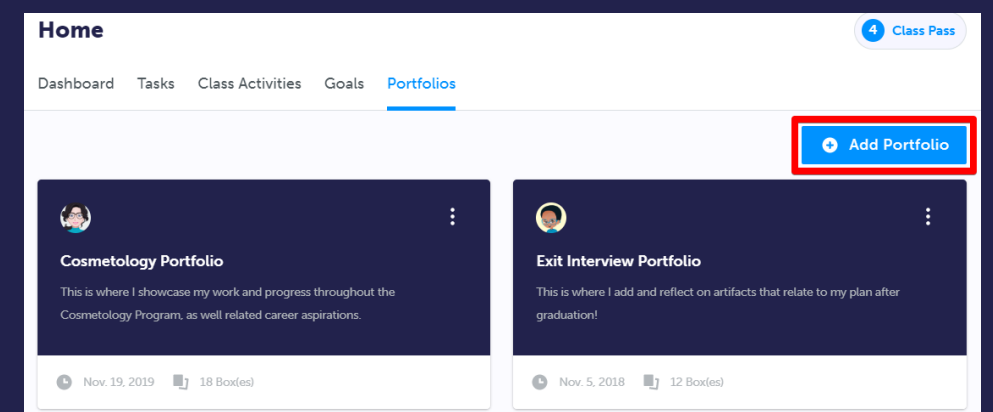 Home
4 Class Pass
Dashboard Tasks Class Activities Goals Portfolios
Add Portfolio
Cosmetology Portfolio
This is where I showcase my work and progress throughout the
Cosmetology Program, as well related career aspirations.
Nov. 19, 2019 18 Box(es)
Exit Interview Portfolio
This is where I add and reflect on artifacts that relate to my plan after
graduation!
Nov. 5, 2018 12 Box(es)